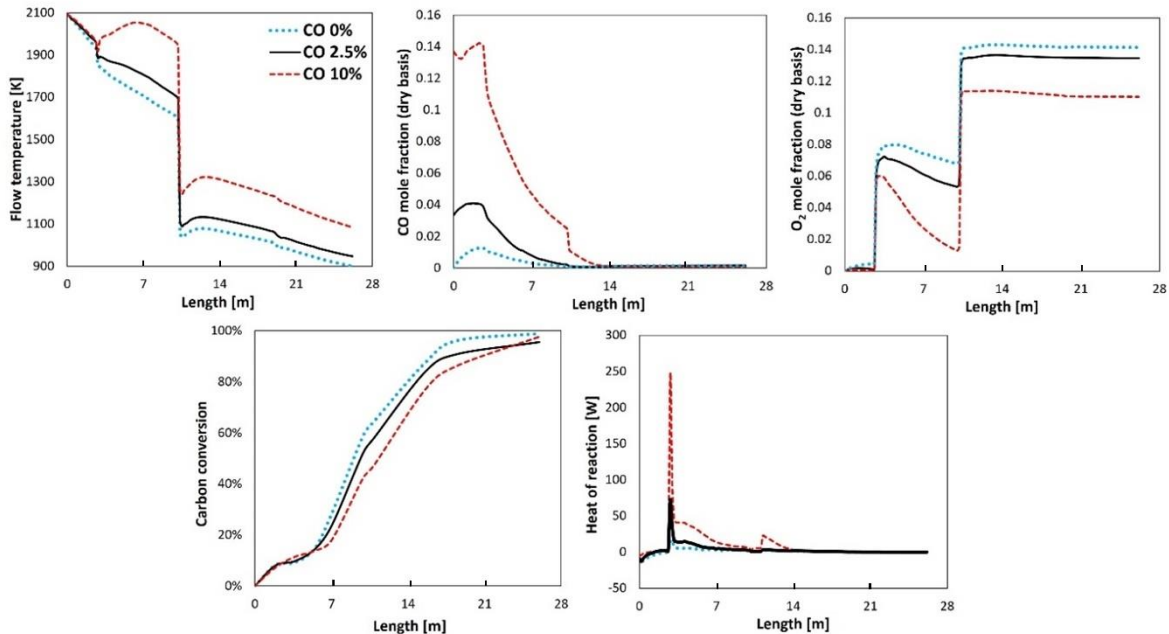 2100
1900
1700
1500
1300
1100
900
Flow temperature [K]
0 7 14 21 28
Length [m]
CO 0%
CO 2.5%
CO 10%
0.16
0.14
0.12
0.1
0.08
0.06
0.04
0.02
0
CO mole fraction (dry basis)
0 7 14 21 28
Length [m]
0.16
0.14
0.12
0.1
0.08
0.06
0.04
0.02
0
O₂ mole fraction (dry basis)
0 7 14 21 28
Length [m]
100%
80%
60%
40%
20%
0%
Carbon conversion
0 7 14 21 28
Length [m]
300
250
200
150
100
50
0
-50
Heat of reaction [W]
0 7 14 21 28
Length [m]